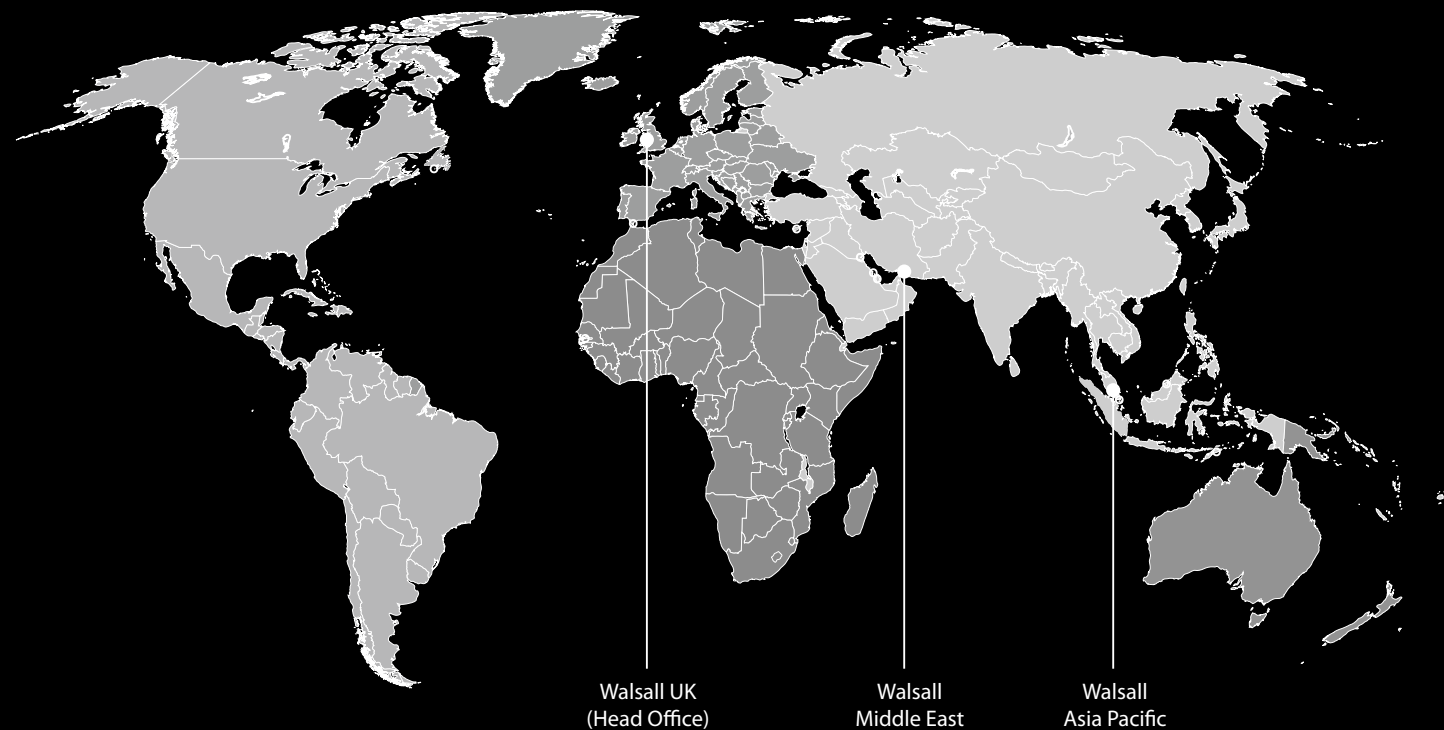 Walsall UK
(Head Office)
Walsall
Middle East
Walsall
Asia Pacific